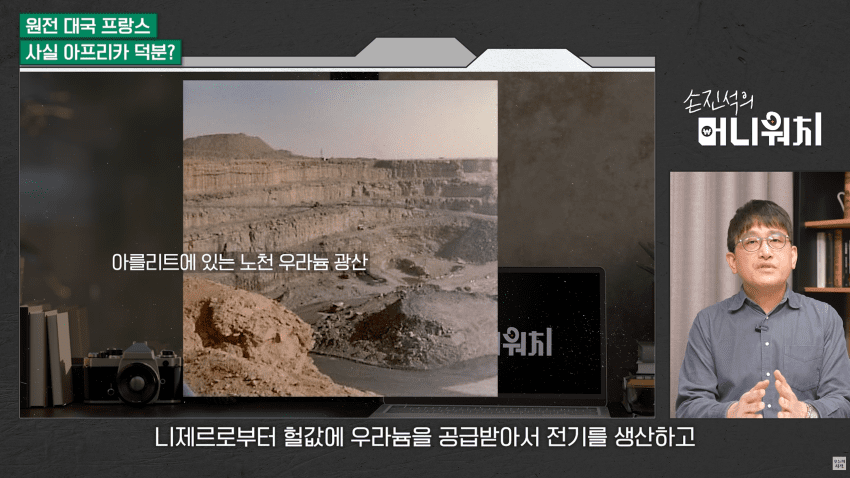 원전 대국 프랑스
사실 아프리카 덕분?
손진석의
머니워치
아를리트에 있는 노천 우라늄 광산
워치
니제르로부터 헐값에 우라늄을 공급받아서 전기를 생산하고